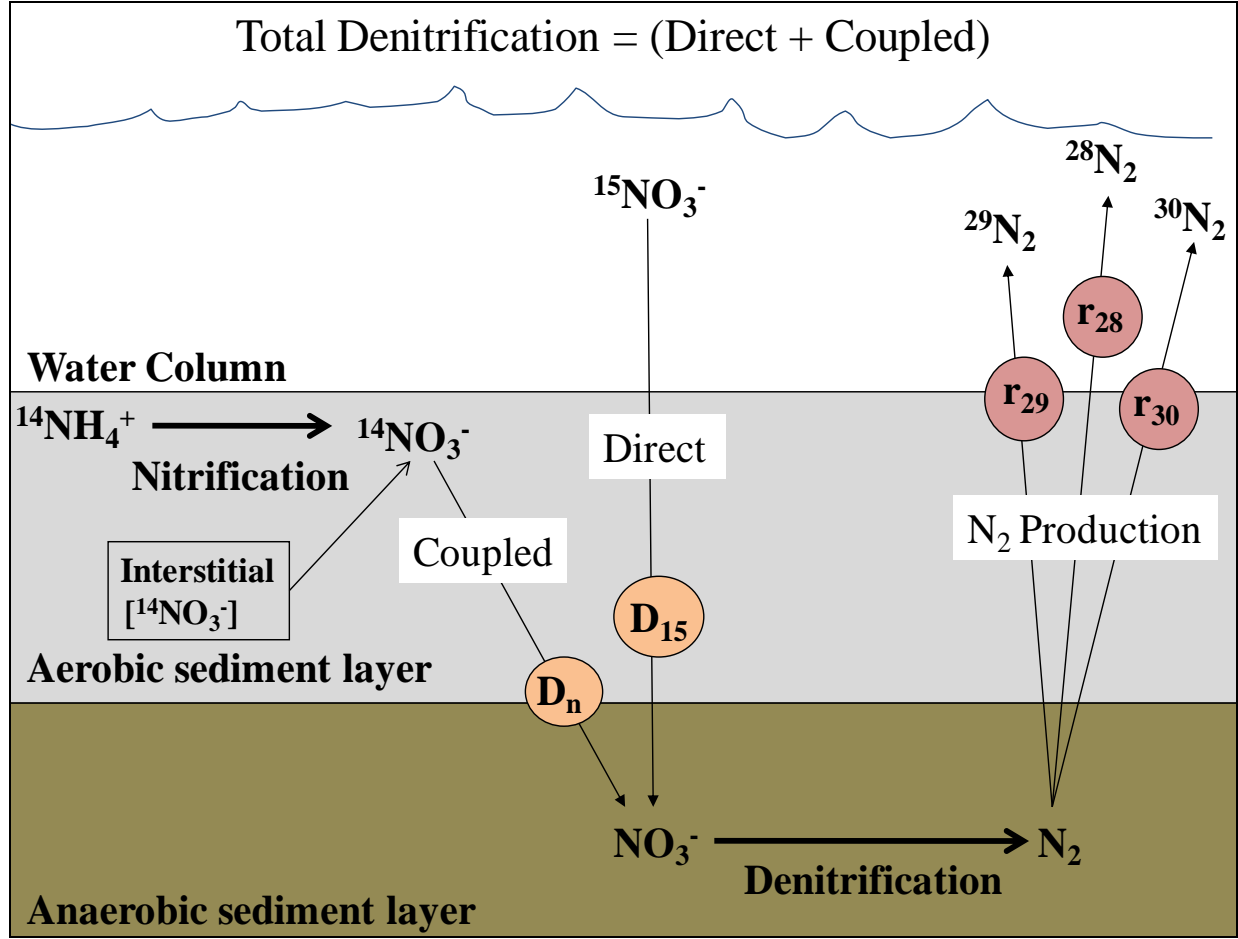 Total Denitrification = (Direct + Coupled)
²⁸N₂
¹⁵NO₃⁻
³⁰N₂
²⁹N₂
r₂₈
Water Column
r₂₉
r₃₀
¹⁴NH₄⁺
¹⁴NO₃⁻
Nitrification
Direct
N₂ Production
Coupled
Interstitial
[¹⁴NO₃⁻]
D₁₅
Aerobic sediment layer
Dₙ
NO₃⁻
N₂
Denitrification
Anaerobic sediment layer